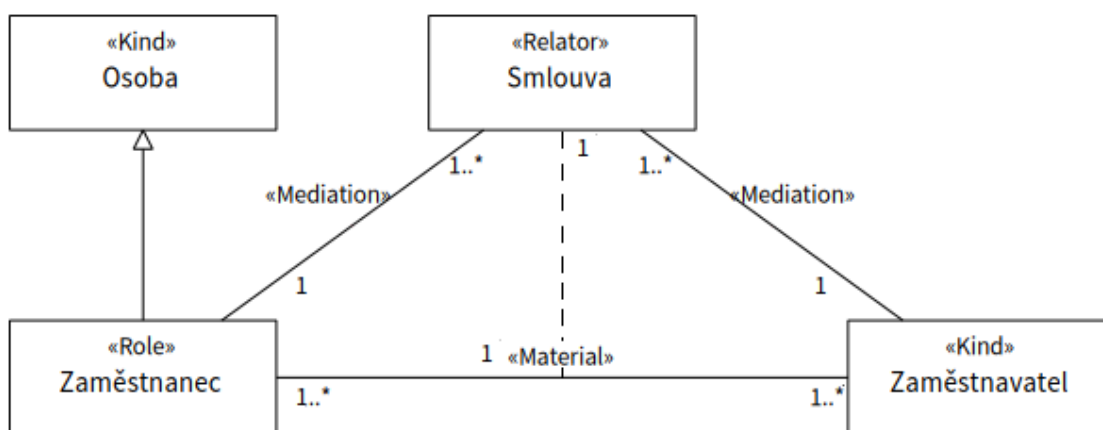 «Kind»
Osoba
«Relator»
Smlouva
1..*
1
1..*
«Mediation»
«Mediation»
1
1
«Role»
Zaměstnanec
1
«Material»
1..*
1..*
«Kind»
Zaměstnavatel